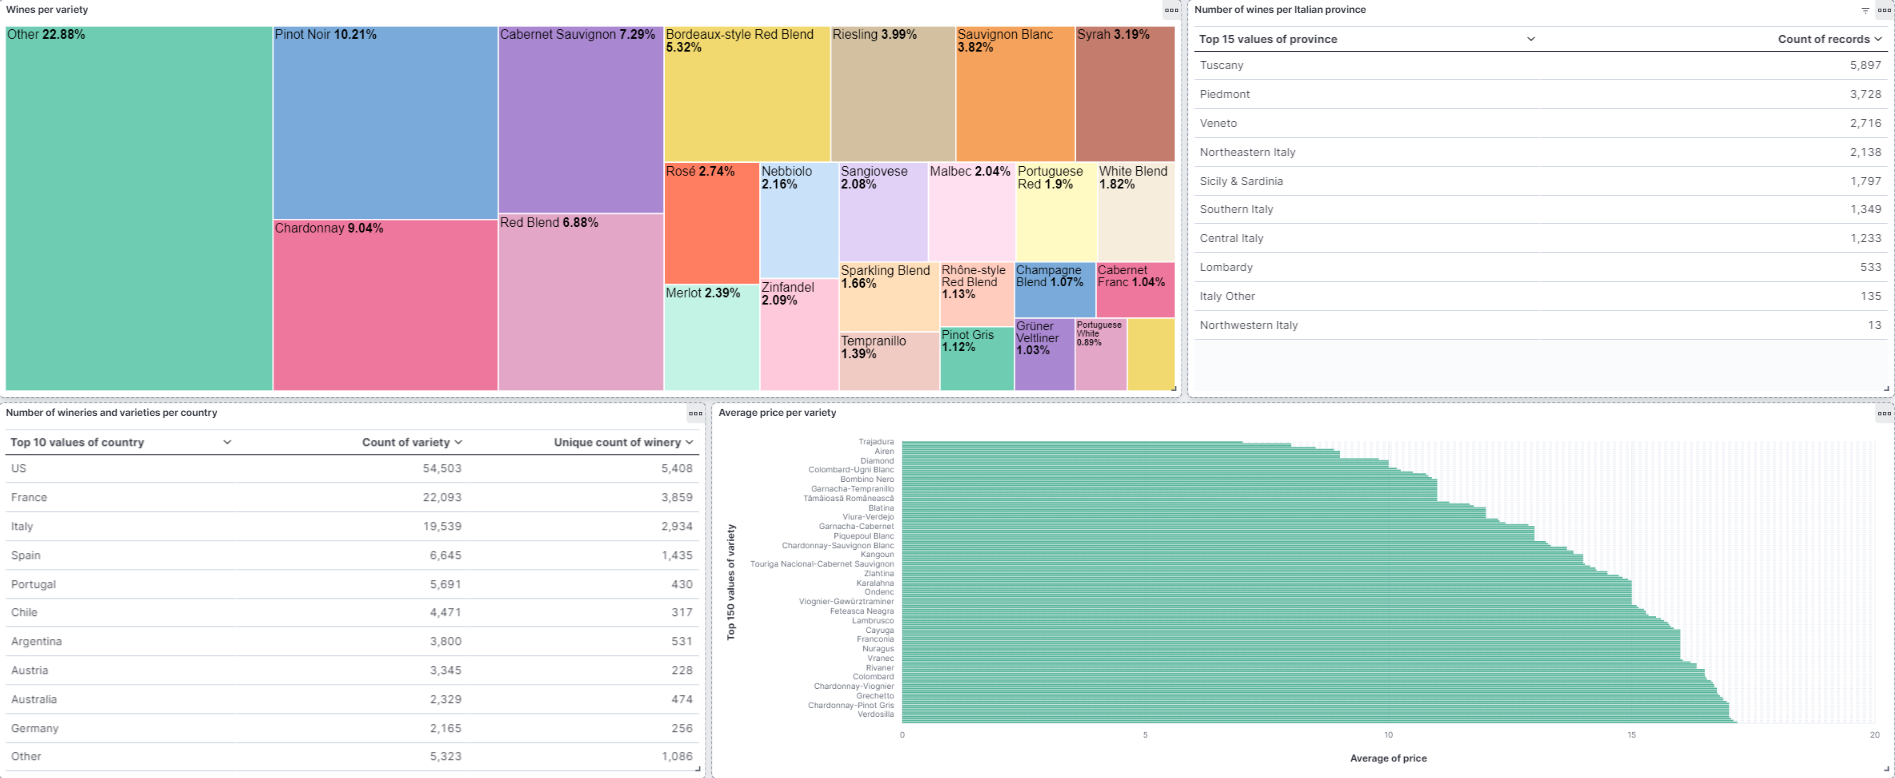 Wines per variety
Other 22.88%
Pinot Noir 10.21%
Chardonnay 9.04%
Cabernet Sauvignon 7.29%
Red Blend 6.88%
Bordeaux-style Red Blend
5.32%
Riesling 3.99%
Sauvignon Blanc
3.82%
Syrah 3.19%
Rosé 2.74%
Merlot 2.39%
Nebbiolo
2.16%
Zinfandel
2.09%
Sangiovese
2.08%
Malbec 2.04%
Portuguese
Red 1.9%
White Blend
1.82%
Sparkling Blend
1.66%
Tempranillo
1.39%
Rhône-style
Red Blend
1.13%
Pinot Gris
1.12%
Champagne
Blend 1.07%
Cabernet
Franc 1.04%
Grüner
Veltliner
1.03%
Portuguese
White
0.89%
Number of wines per Italian province
Top 15 values of province Count of records
Tuscany 5,897
Piedmont 3,728
Veneto 2,716
Northeastern Italy 2,138
Sicily & Sardinia 1,797
Southern Italy 1,349
Central Italy 1,233
Lombardy 533
Italy Other 135
Northwestern Italy 13
Number of wineries and varieties per country
Top 10 values of country Count of variety Unique count of winery
US 54,503 5,408
France 22,093 3,859
Italy 19,539 2,934
Spain 6,645 1,435
Portugal 5,691 430
Chile 4,471 317
Argentina 3,800 531
Austria 3,345 228
Australia 2,329 474
Germany 2,165 256
Other 5,323 1,086
Average price per variety
Top 150 values of variety
Trajadura
Airen
Diamond
Colombard-Ugni Blanc
Bombino Nero
Garnacha-Tempranillo
Tămâioasă Românească
Blatina
Viura-Verdejo
Garnacha-Cabernet
Piquepoul Blanc
Chardonnay-Sauvignon Blanc
Kangoun
Touriga Nacional-Cabernet Sauvignon
Zlahtina
Karalahna
Ondenc
Viognier-Gewürztraminer
Feteasca Neagra
Lambrusco
Cayuga
Franconia
Nuragus
Vranec
Rivaner
Colombard
Chardonnay-Viognier
Grechetto
Chardonnay-Pinot Gris
Verdosilla
0 5 10 15 20
Average of price